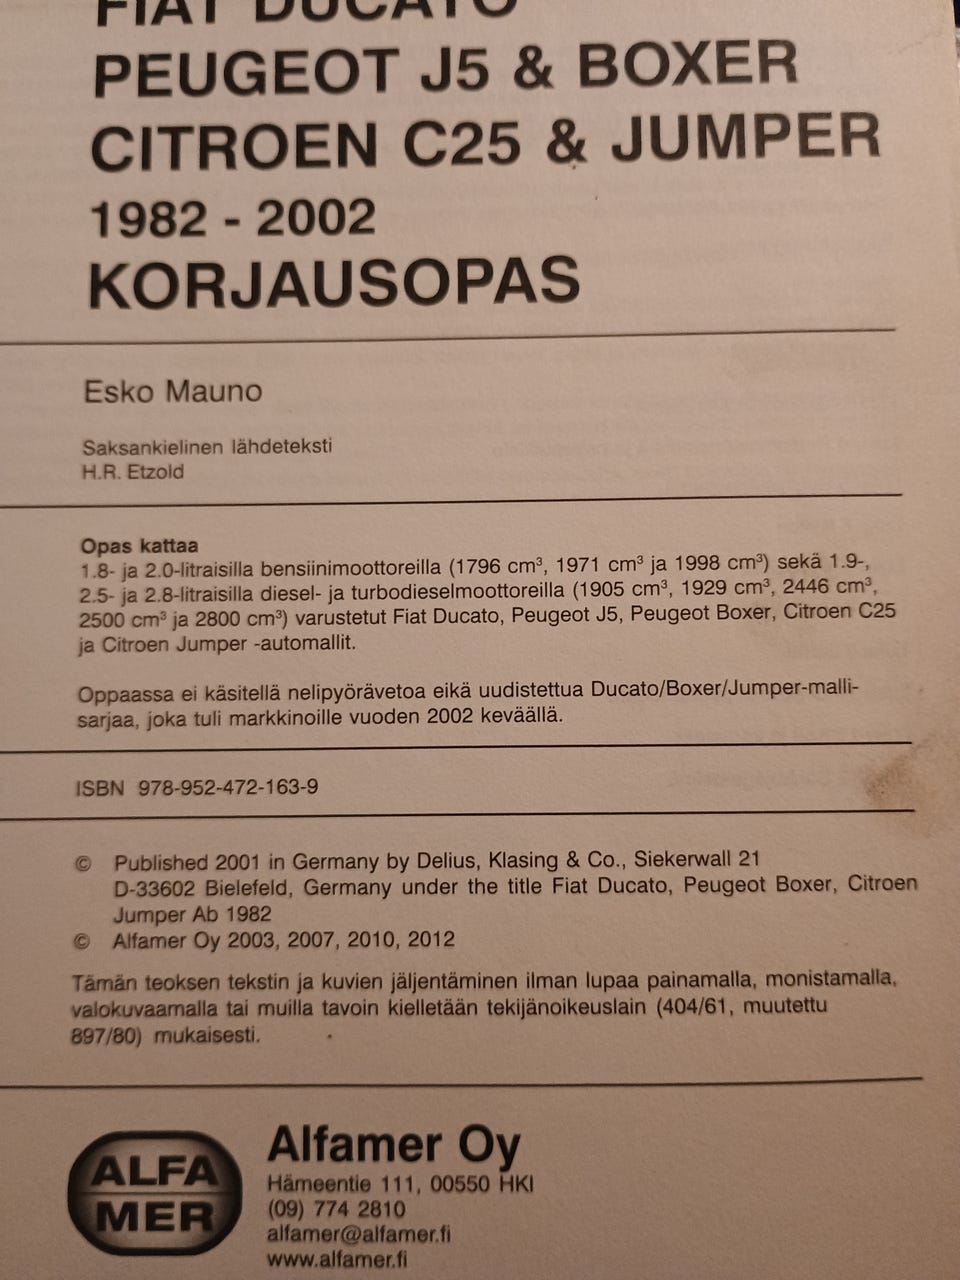 FIAT DUCATO
PEUGEOT J5 & BOXER
CITROEN C25 & JUMPER
1982 - 2002
KORJAUSOPAS
Esko Mauno
Saksankielinen lähdeteksti
H.R. Etzold
Opas kattaa
1.8- ja 2.0-litraisilla bensiinimoottoreilla (1796 cm³, 1971 cm³ ja 1998 cm³) sekä 1.9-,
2.5- ja 2.8-litraisilla diesel- ja turbodieselmoottoreilla (1905 cm³, 1929 cm³, 2446 cm³,
2500 cm³ ja 2800 cm³) varustetut Fiat Ducato, Peugeot J5, Peugeot Boxer, Citroen C25
ja Citroen Jumper -automallit.
Oppaassa ei käsitellä nelipyörävetoa eikä uudistettua Ducato/Boxer/Jumper-malli-
sarjaa, joka tuli markkinoille vuoden 2002 keväällä.
ISBN 978-952-472-163-9
© Published 2001 in Germany by Delius, Klasing & Co., Siekerwall 21
D-33602 Bielefeld, Germany under the title Fiat Ducato, Peugeot Boxer, Citroen
Jumper Ab 1982
© Alfamer Oy 2003, 2007, 2010, 2012
Tämän teoksen tekstin ja kuvien jäljentäminen ilman lupaa painamalla, monistamalla,
valokuvaamalla tai muilla tavoin kielletään tekijänoikeuslain (404/61, muutettu
897/80) mukaisesti.
ALFA
MER
Alfamer Oy
Hämeentie 111, 00550 HKI
(09) 774 2810
alfamer@alfamer.fi
www.alfamer.fi